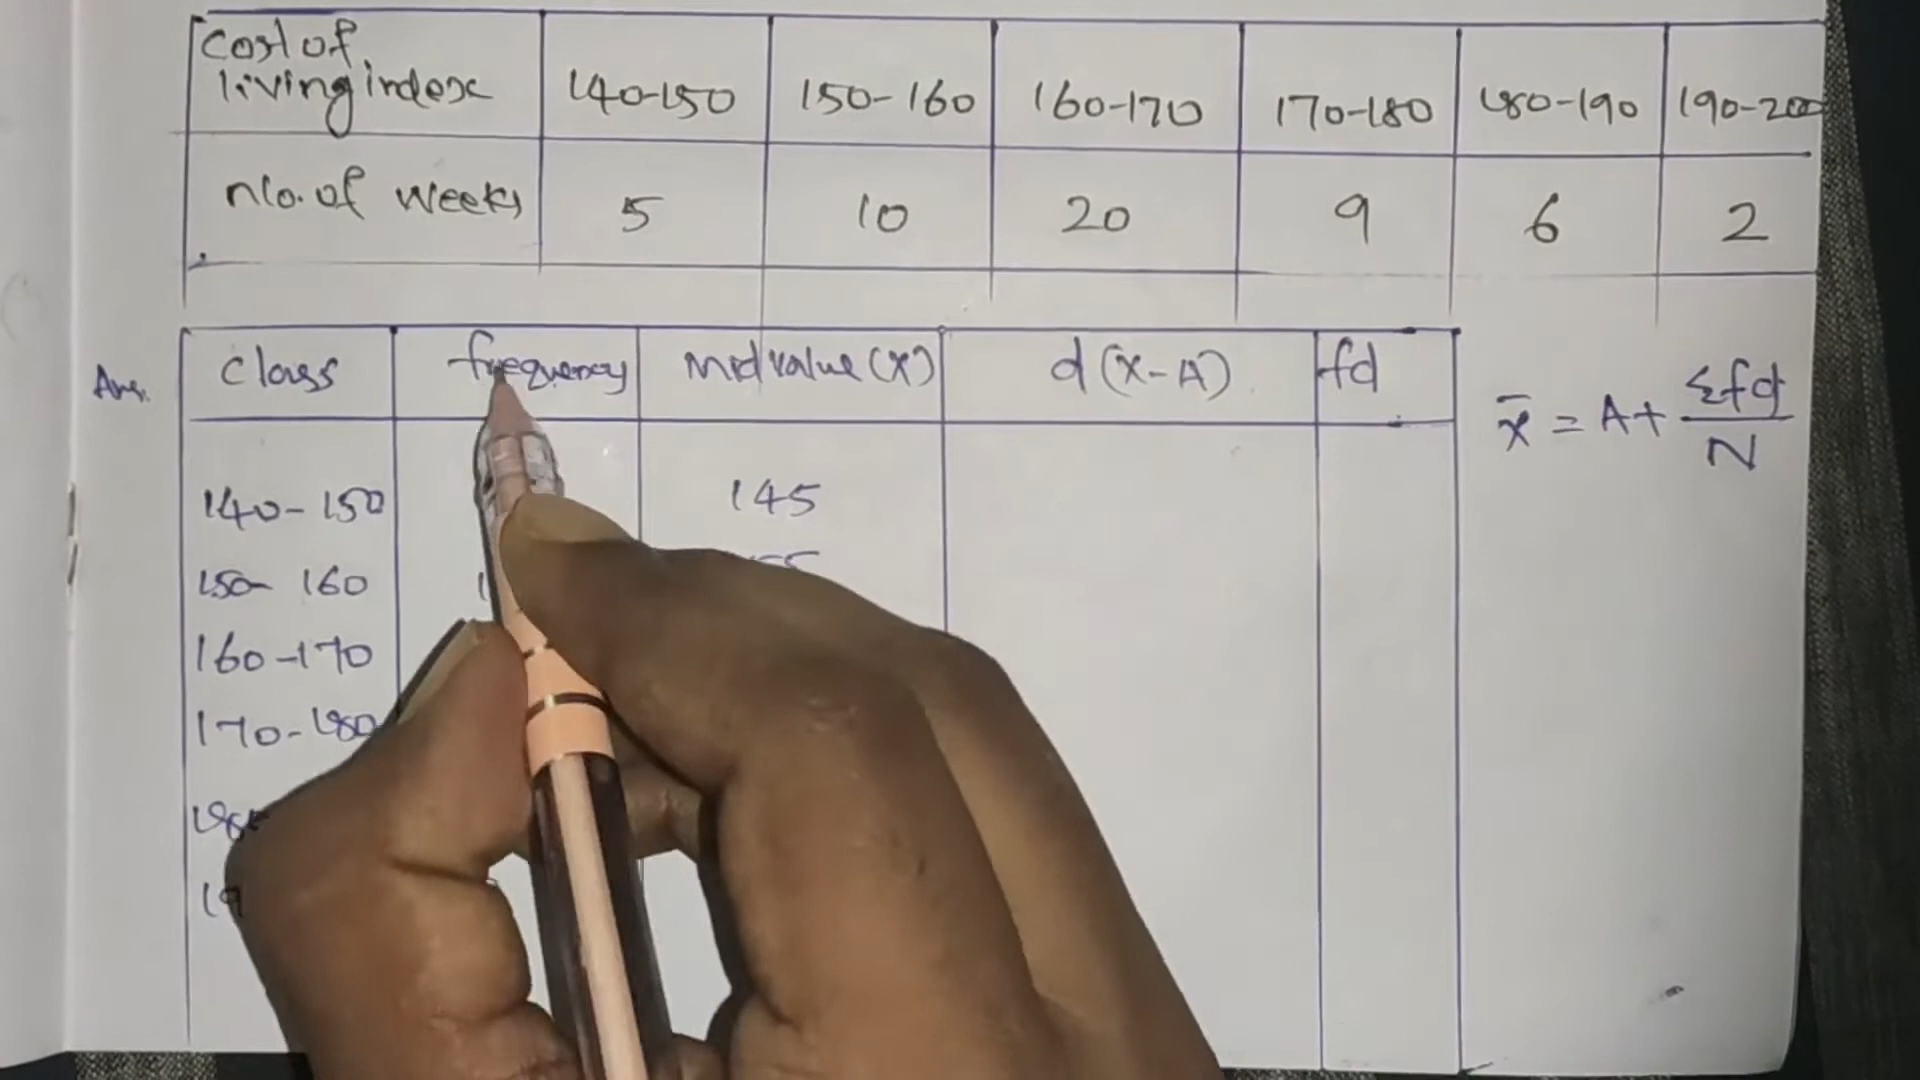 Cost of
living index 140-150 150-160 160-170 170-180 180-190 190-200
No. of weeks 5 10 20 9 6 2
Ans. class frequency Mid value (x) d (x-A) fd
x̄ = A + Σfd / N
140-150 145
150-160
160-170
170-180